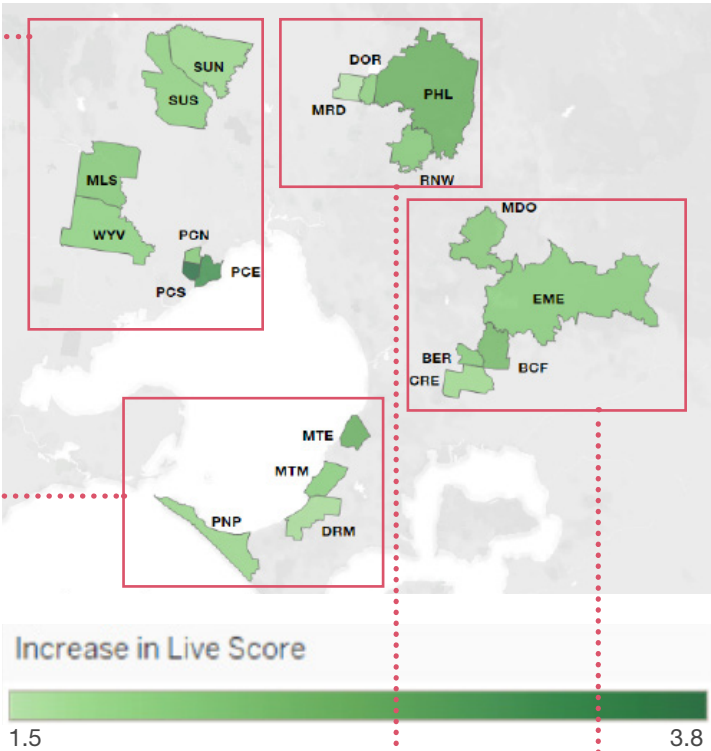 SUN
SUS
DOR
PHL
MRD
RNW
MLS
WYV
PCN
PCE
PCS
MDO
EME
BER
BCF
CRE
MTE
MTM
PNP
DRM
Increase in Live Score
1.5 3.8